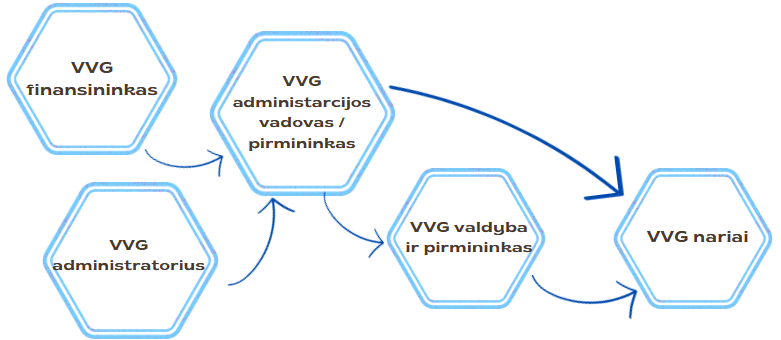 VVG
finansininkas
VVG
administarcijos
vadovas /
pirmininkas
VVG
administratorius
VVG valdyba
ir pirmininkas
VVG nariai